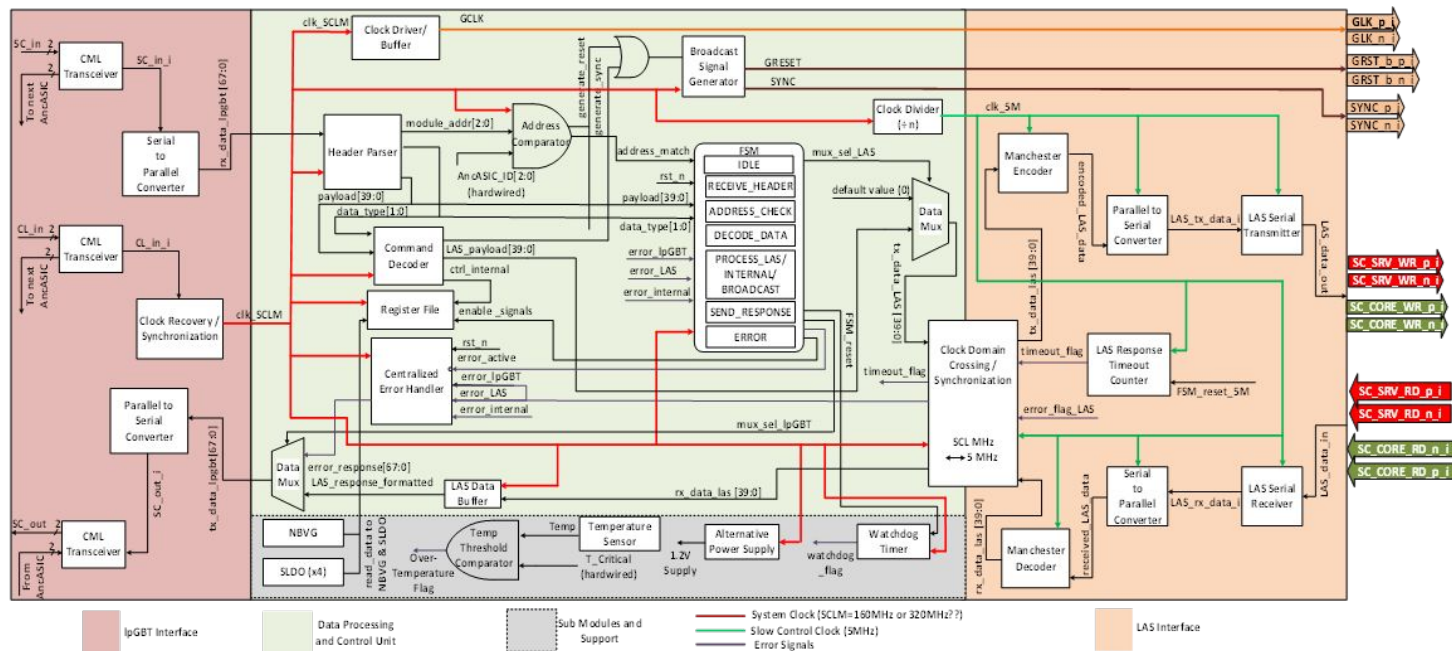 SC_in 2
CML
Transceiver
SC_in_i
2
To next
AncASIC
Serial
to
Parallel
Converter
rx_data_lpgbt [67:0]
CL_in 2
CML
Transceiver
CL_in_i
2
To next
AncASIC
Clock Recovery /
Synchronization
clk_SCLM
Parallel to
Serial
Converter
SC_out_i
tx_data_lpgbt [67:0]
SC_out 2
CML
Transceiver
2
From
AncASIC
clk_SCLM
Clock Driver/
Buffer
GCLK
generate_reset
generate_sync
Broadcast
Signal
Generator
GRESET
SYNC
Header Parser
module_addr[2:0]
Address
Comparator
AncASIC_ID[2:0]
(hardwired)
address_match
payload[39:0]
data_type[1:0]
Command
Decoder
LAS_payload[39:0]
ctrl_internal
Register File
enable _signals
Centralized
Error Handler
rst_n
error_active
error_lpGBT
error_LAS
error_internal
rst_n
payload[39:0]
data_type[1:0]
error_lpGBT
error_LAS
error_internal
FSM
IDLE
RECEIVE_HEADER
ADDRESS_CHECK
DECODE_DATA
PROCESS_LAS/
INTERNAL/
BROADCAST
SEND_RESPONSE
ERROR
mux_sel_LAS
default value (0)
Data
Mux
tx_data_LAS [39:0]
FSM_reset
timeout_flag
Clock Divider
(÷n)
clk_5M
Clock Domain
Crossing /
Synchronization
SCL MHz
↔ 5 MHz
mux_sel_lpGBT
Data
Mux
error_response[67:0]
LAS_response_formatted
LAS Data
Buffer
rx_data_las [39:0]
NBVG
SLDO (x4)
read_data to
NBVG & SLDO
Over-
Temperature
Flag
Temp
Threshold
Comparator
Temp
Temperature
Sensor
T_Critical
(hardwired)
1.2V
Supply
Alternative
Power Supply
watchdog
_flag
Watchdog
Timer
Manchester
Encoder
encoded_LAS_data
Parallel to
Serial
Converter
LAS_tx_data_i
LAS Serial
Transmitter
LAS_data_out
tx_data_las [39:0]
timeout_flag
LAS Response
Timeout
Counter
FSM_reset_5M
error_flag_LAS
rx_data_las [39:0]
Manchester
Decoder
received_LAS_data
Serial to
Parallel
Converter
LAS_rx_data_i
LAS Serial
Receiver
LAS_data_in
GLK_p_i
GLK_n_i
GRST_b_p_i
GRST_b_n_i
SYNC_p_i
SYNC_n_i
SC_SRV_WR_p_i
SC_SRV_WR_n_i
SC_CORE_WR_p_i
SC_CORE_WR_n_i
SC_SRV_RD_p_i
SC_SRV_RD_n_i
SC_CORE_RD_n_i
SC_CORE_RD_p_i
lpGBT Interface
Data Processing
and Control Unit
Sub Modules and
Support
System Clock (SCLM=160MHz or 320MHz??)
Slow Control Clock (5MHz)
Error Signals
LAS Interface